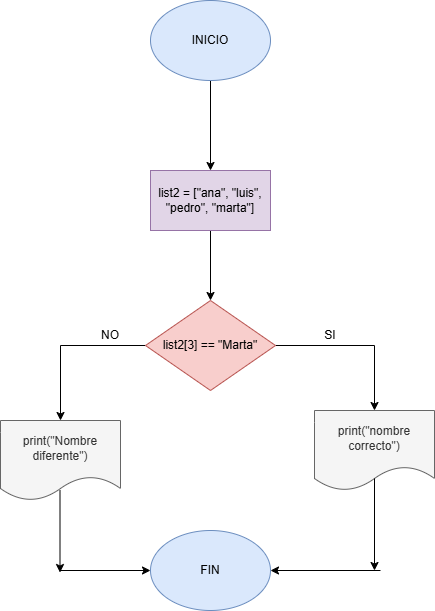 INICIO
list2 = ["ana", "luis",
"pedro", "marta"]
list2[3] == "Marta"
NO
SI
print("Nombre
diferente")
print("nombre
correcto")
FIN